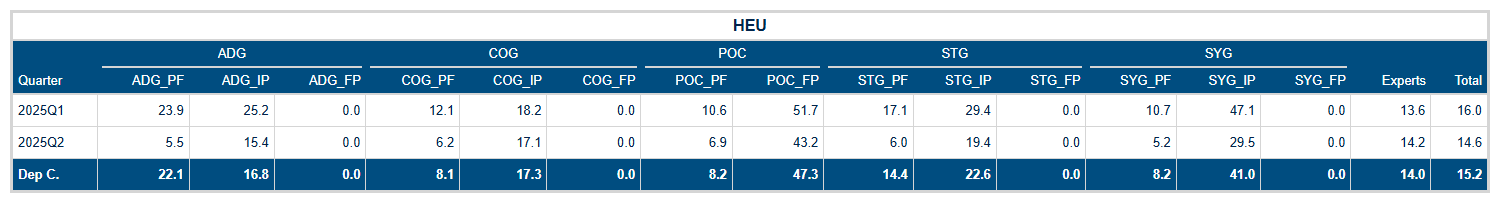 HEU
ADG COG POC STG SYG
Quarter ADG_PF ADG_IP ADG_FP COG_PF COG_IP COG_FP POC_PF POC_FP STG_PF STG_IP STG_FP SYG_PF SYG_IP SYG_FP Experts Total
2025Q1 23.9 25.2 0.0 12.1 18.2 0.0 10.6 51.7 17.1 29.4 0.0 10.7 47.1 0.0 13.6 16.0
2025Q2 5.5 15.4 0.0 6.2 17.1 0.0 6.9 43.2 6.0 19.4 0.0 5.2 29.5 0.0 14.2 14.6
Dep C. 22.1 16.8 0.0 8.1 17.3 0.0 8.2 47.3 14.4 22.6 0.0 8.2 41.0 0.0 14.0 15.2